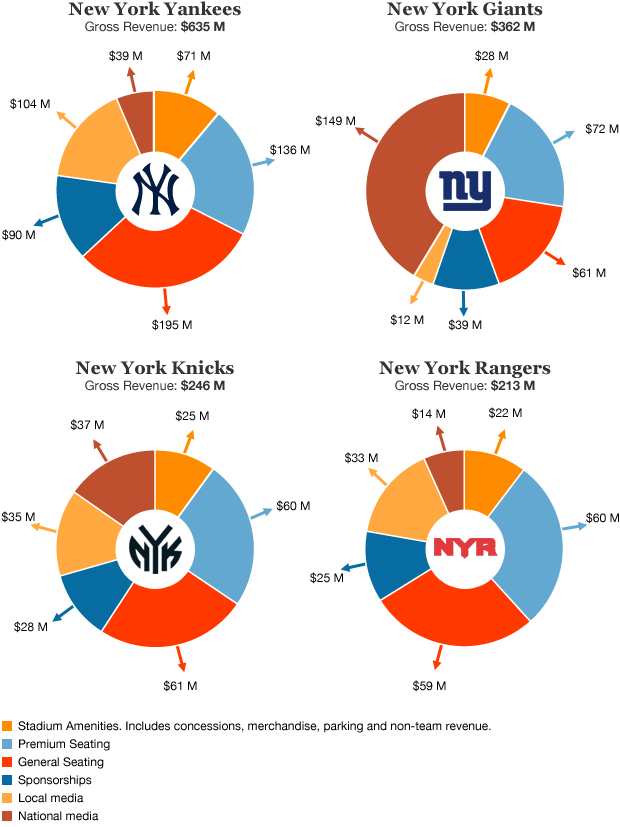 New York Yankees
Gross Revenue: $635 M
$39 M
$71 M
$104 M
$136 M
NY
$90 M
$195 M
New York Giants
Gross Revenue: $362 M
$28 M
$149 M
$72 M
ny
$61 M
$12 M
$39 M
New York Knicks
Gross Revenue: $246 M
$25 M
$37 M
$60 M
$35 M
NYK
$28 M
$61 M
New York Rangers
Gross Revenue: $213 M
$14 M
$22 M
$33 M
$60 M
NYR
$25 M
$59 M
Stadium Amenities. Includes concessions, merchandise, parking and non-team revenue.
Premium Seating
General Seating
Sponsorships
Local media
National media